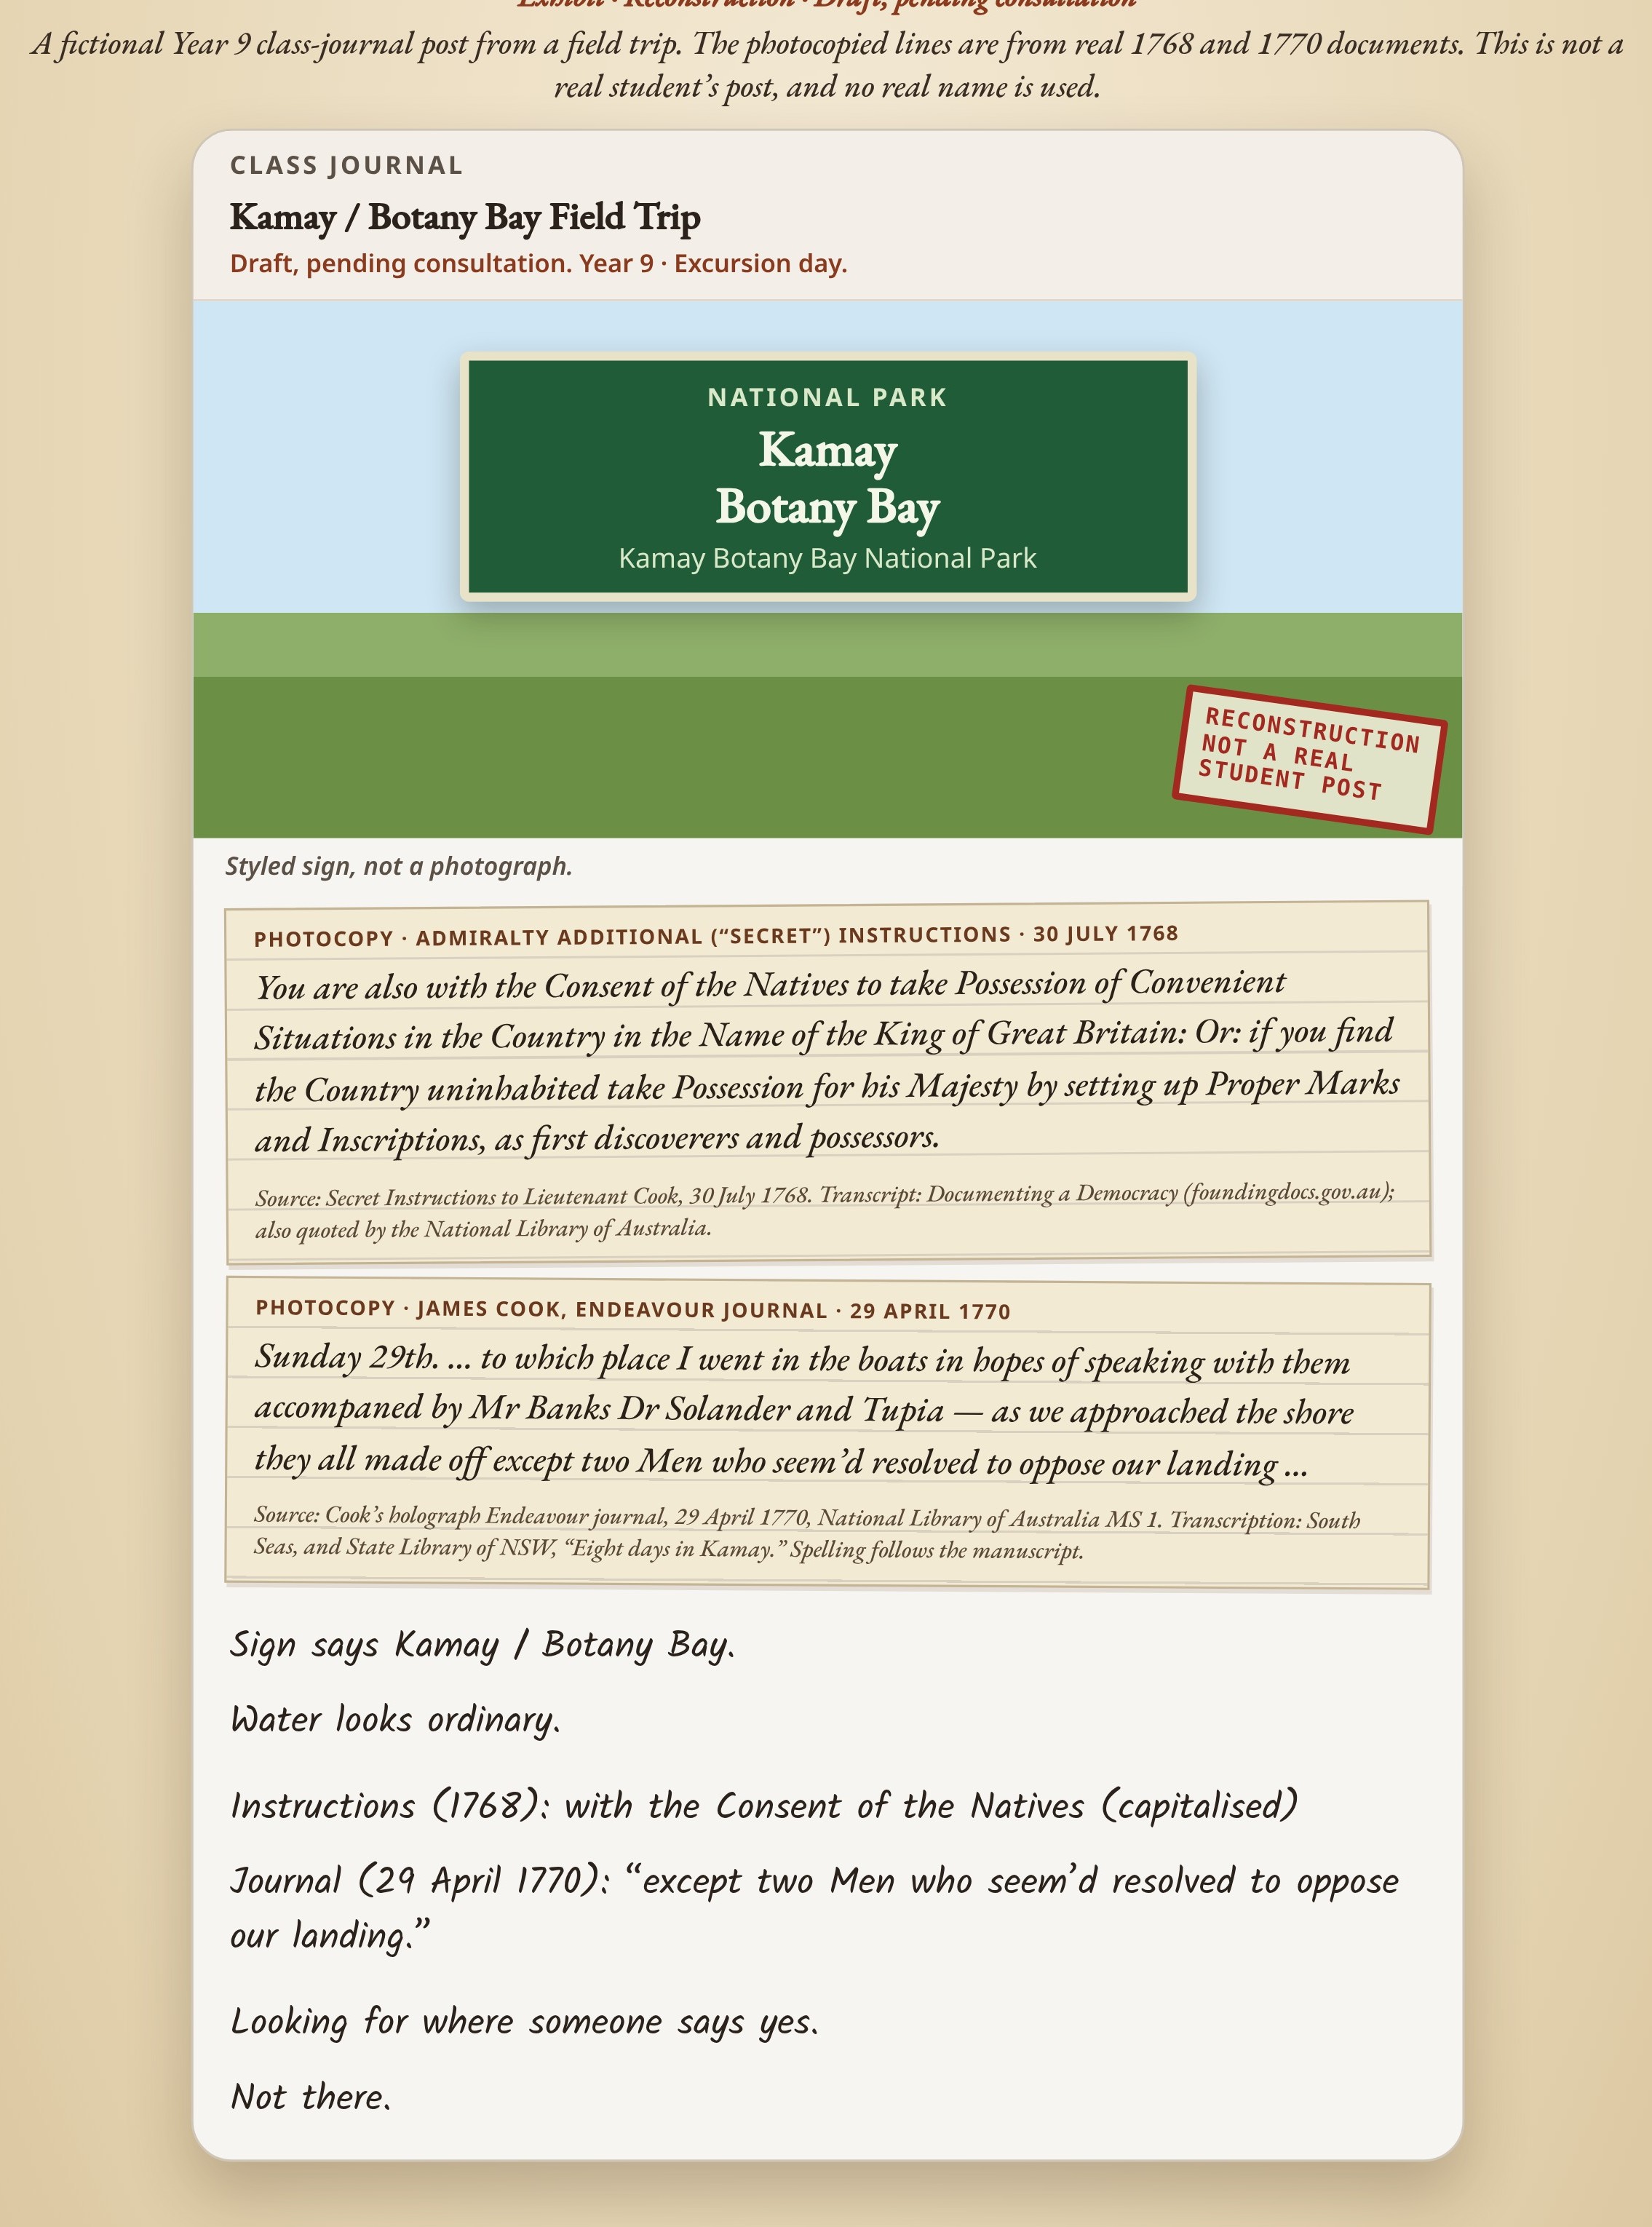 Exhibit · Reconstruction · Draft, pending consultation
A fictional Year 9 class-journal post from a field trip. The photocopied lines are from real 1768 and 1770 documents. This is not a
real student’s post, and no real name is used.
CLASS JOURNAL
Kamay / Botany Bay Field Trip
Draft, pending consultation. Year 9 · Excursion day.
NATIONAL PARK
Kamay
Botany Bay
Kamay Botany Bay National Park
RECONSTRUCTION
NOT A REAL
STUDENT POST
Styled sign, not a photograph.
PHOTOCOPY · ADMIRALTY ADDITIONAL (“SECRET”) INSTRUCTIONS · 30 JULY 1768
You are also with the Consent of the Natives to take Possession of Convenient
Situations in the Country in the Name of the King of Great Britain: Or: if you find
the Country uninhabited take Possession for his Majesty by setting up Proper Marks
and Inscriptions, as first discoverers and possessors.
Source: Secret Instructions to Lieutenant Cook, 30 July 1768. Transcript: Documenting a Democracy (foundingdocs.gov.au);
also quoted by the National Library of Australia.
PHOTOCOPY · JAMES COOK, ENDEAVOUR JOURNAL · 29 APRIL 1770
Sunday 29th. ... to which place I went in the boats in hopes of speaking with them
accompaned by Mr Banks Dr Solander and Tupia — as we approached the shore
they all made off except two Men who seem’d resolved to oppose our landing ...
Source: Cook’s holograph Endeavour journal, 29 April 1770, National Library of Australia MS 1. Transcription: South
Seas, and State Library of NSW, “Eight days in Kamay.” Spelling follows the manuscript.
Sign says Kamay / Botany Bay.
Water looks ordinary.
Instructions (1768): with the Consent of the Natives (capitalised)
Journal (29 April 1770): “except two Men who seem’d resolved to oppose
our landing.”
Looking for where someone says yes.
Not there.